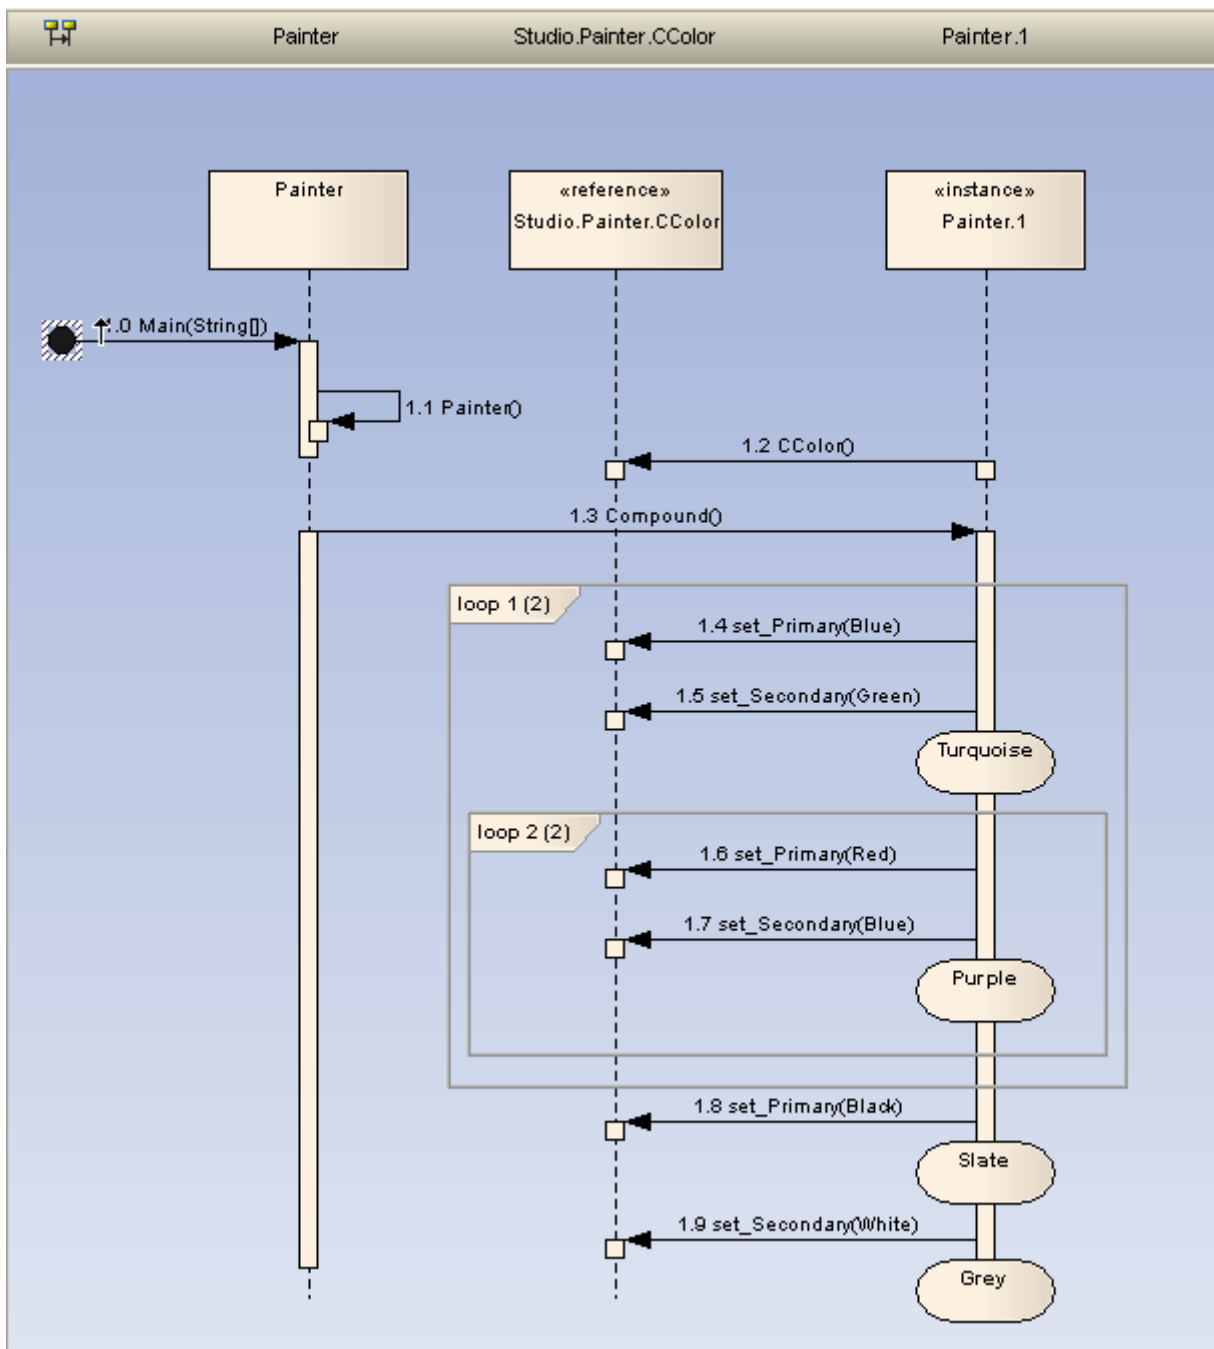 Painter Studio.Painter.CColor Painter.1
Painter «reference» «instance»
Studio.Painter.CColor Painter.1
1.0 Main(String[])
1.1 Painter()
1.2 CColor()
1.3 Compound()
loop 1 (2)
1.4 set_Primary(Blue)
1.5 set_Secondary(Green)
Turquoise
loop 2 (2)
1.6 set_Primary(Red)
1.7 set_Secondary(Blue)
Purple
1.8 set_Primary(Black)
Slate
1.9 set_Secondary(White)
Grey